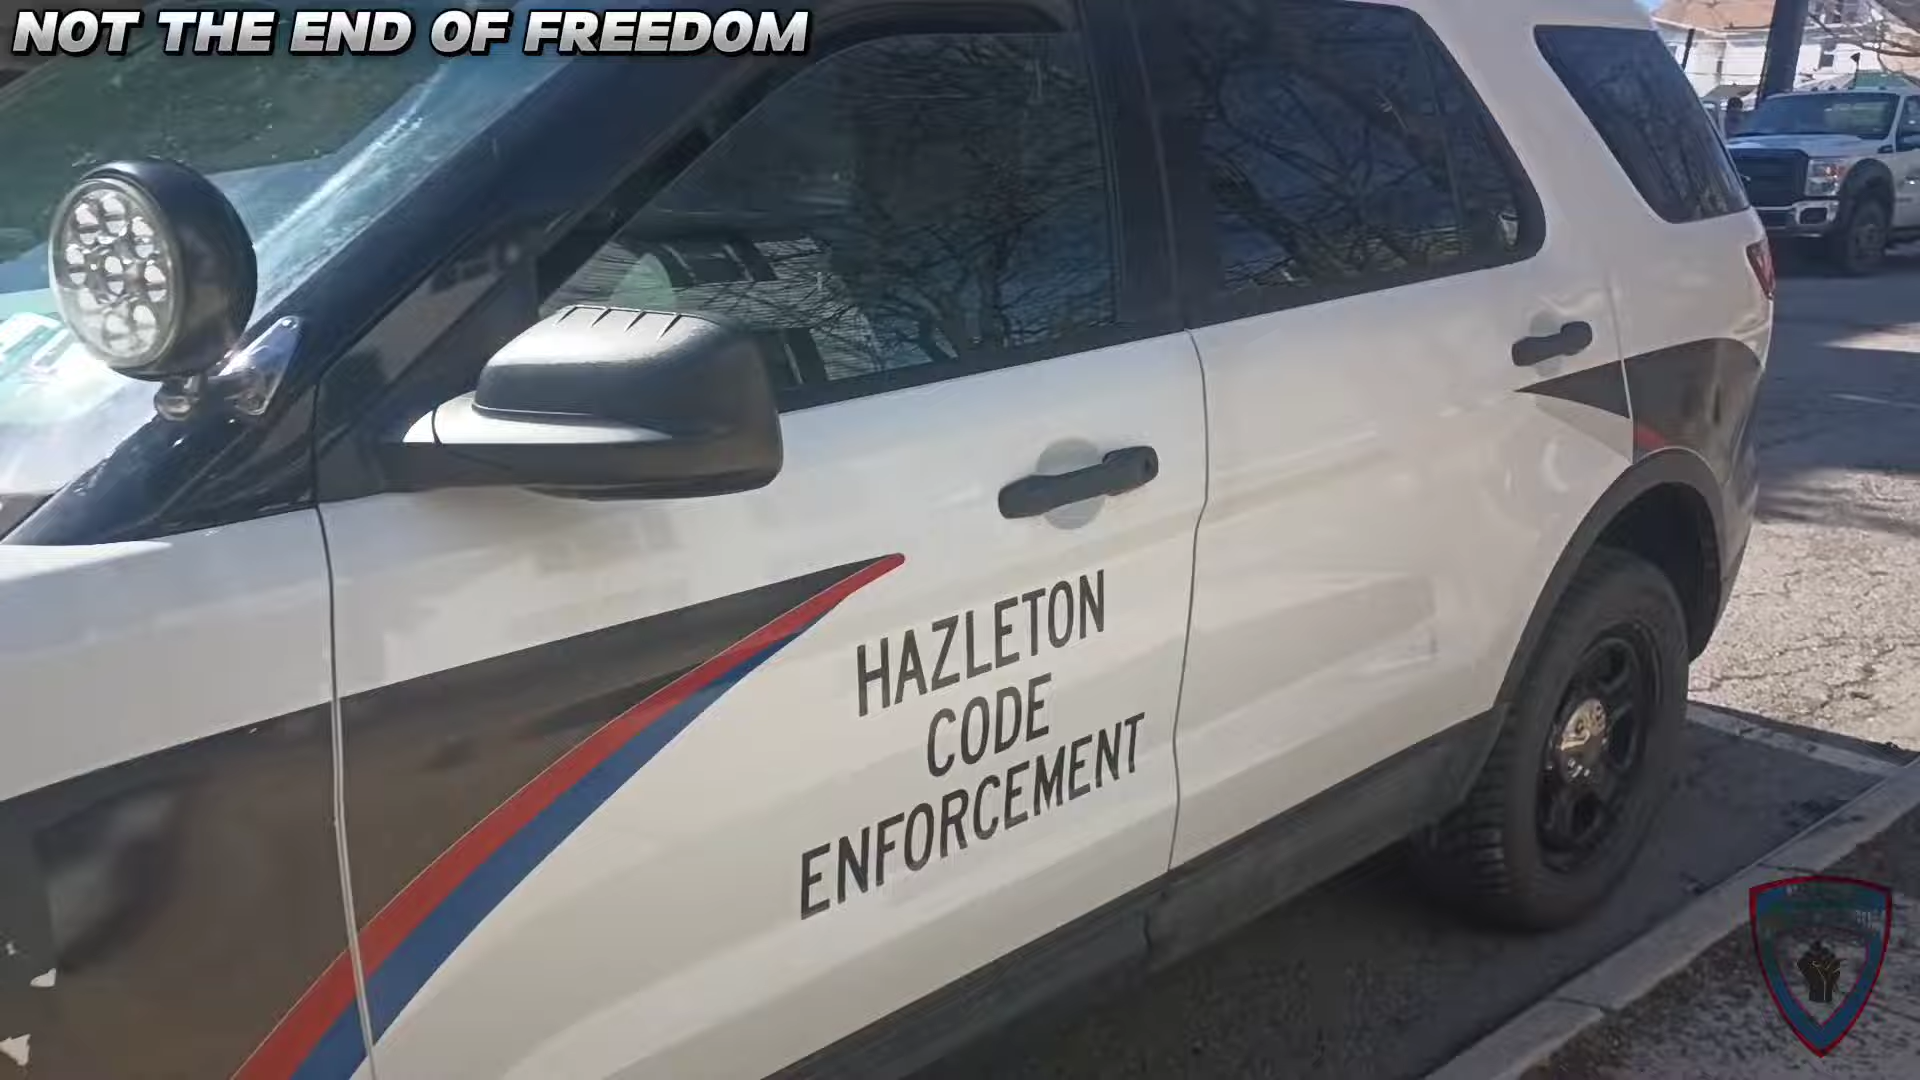 NOT THE END OF FREEDOM
HAZLETON
CODE
ENFORCEMENT